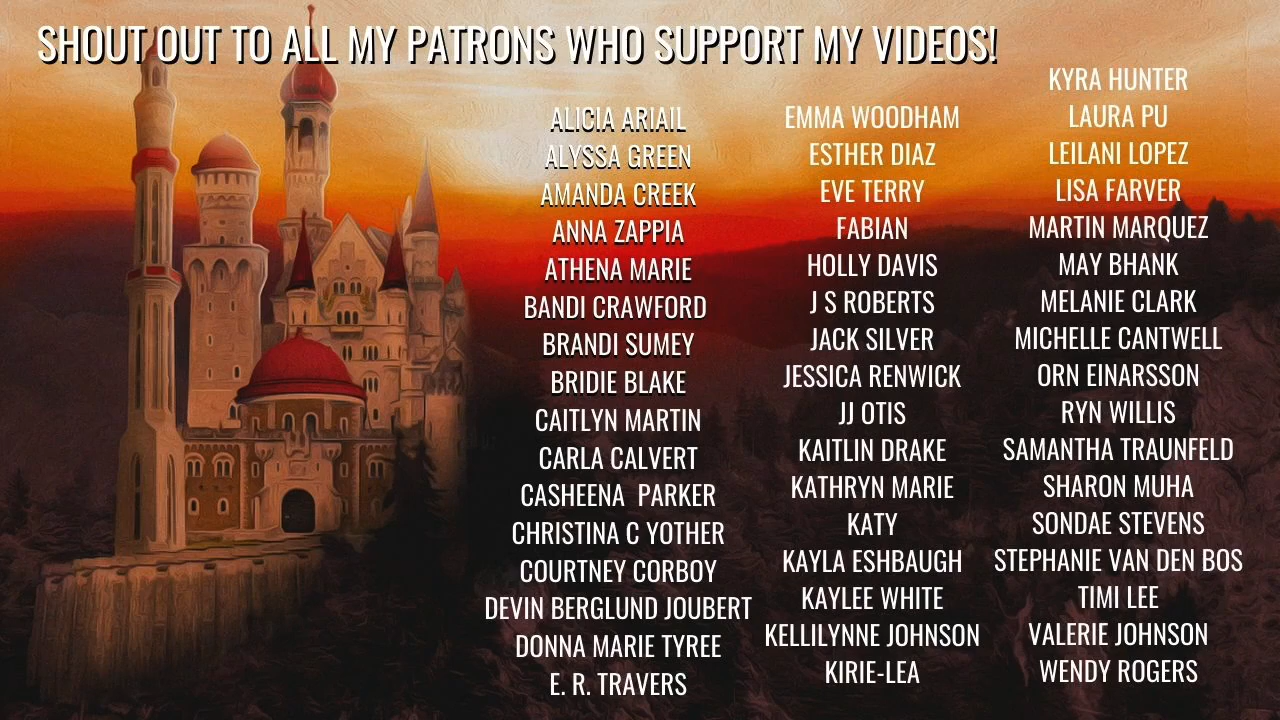 SHOUT OUT TO ALL MY PATRONS WHO SUPPORT MY VIDEOS!
ALICIA ARIAIL
ALYSSA GREEN
AMANDA CREEK
ANNA ZAPPIA
ATHENA MARIE
BANDI CRAWFORD
BRANDI SUMEY
BRIDIE BLAKE
CAITLYN MARTIN
CARLA CALVERT
CASHEENA PARKER
CHRISTINA C YOTHER
COURTNEY CORBOY
DEVIN BERGLUND JOUBERT
DONNA MARIE TYREE
E. R. TRAVERS
EMMA WOODHAM
ESTHER DIAZ
EVE TERRY
FABIAN
HOLLY DAVIS
J S ROBERTS
JACK SILVER
JESSICA RENWICK
JJ OTIS
KAITLIN DRAKE
KATHRYN MARIE
KATY
KAYLA ESHBAUGH
KAYLEE WHITE
KELLILYNNE JOHNSON
KIRIE-LEA
KYRA HUNTER
LAURA PU
LEILANI LOPEZ
LISA FARVER
MARTIN MARQUEZ
MAY BHANK
MELANIE CLARK
MICHELLE CANTWELL
ORN EINARSSON
RYN WILLIS
SAMANTHA TRAUNFELD
SHARON MUHA
SONDAE STEVENS
STEPHANIE VAN DEN BOS
TIMI LEE
VALERIE JOHNSON
WENDY ROGERS